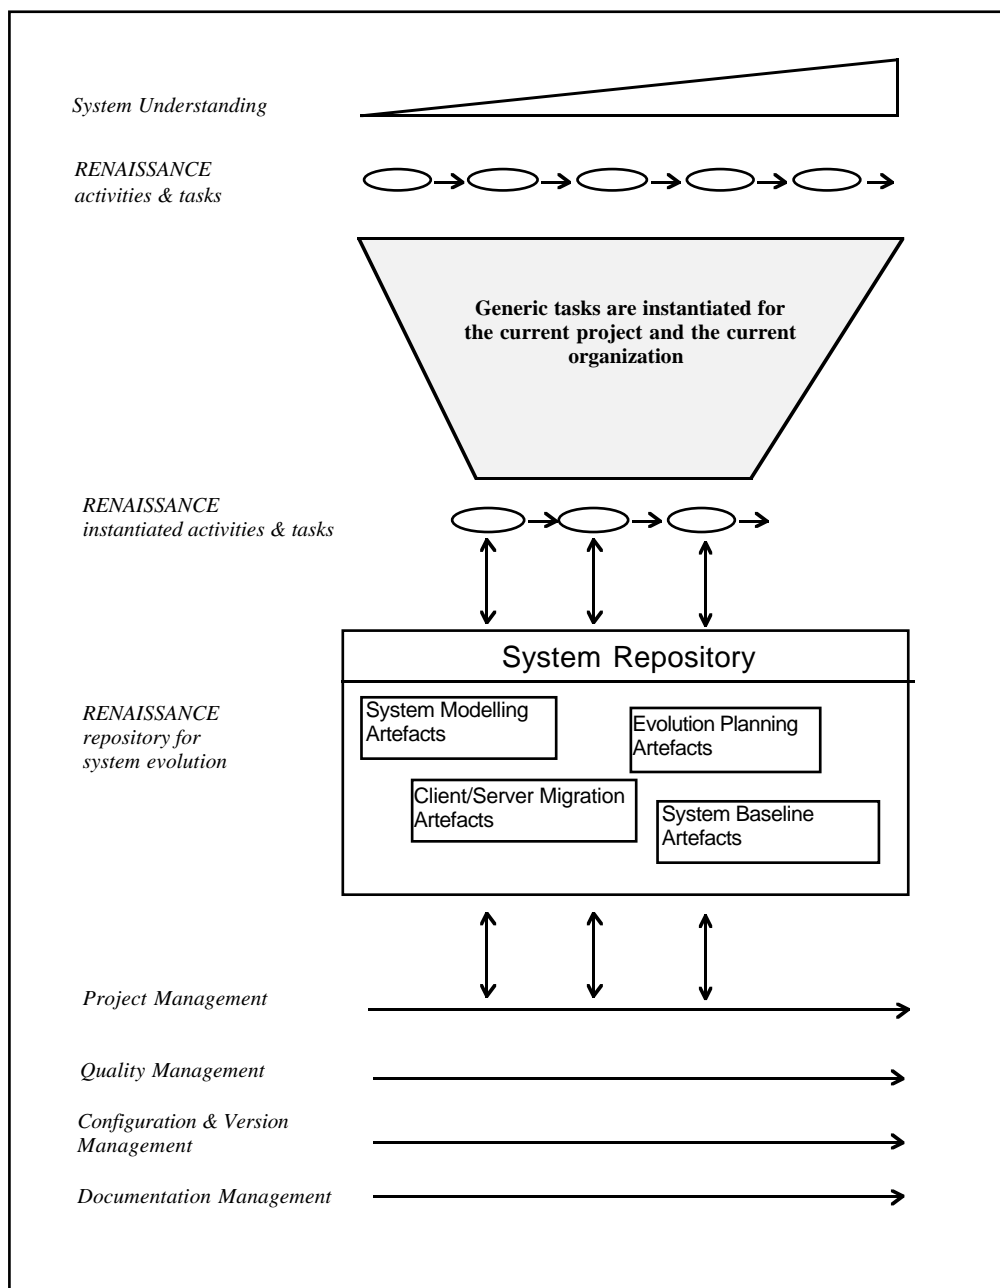 System Understanding
RENAISSANCE
activities & tasks
Generic tasks are instantiated for
the current project and the current
organization
RENAISSANCE
instantiated activities & tasks
System Repository
RENAISSANCE
repository for
system evolution
System Modelling
Artefacts
Evolution Planning
Artefacts
Client/Server Migration
Artefacts
System Baseline
Artefacts
Project Management
Quality Management
Configuration & Version
Management
Documentation Management